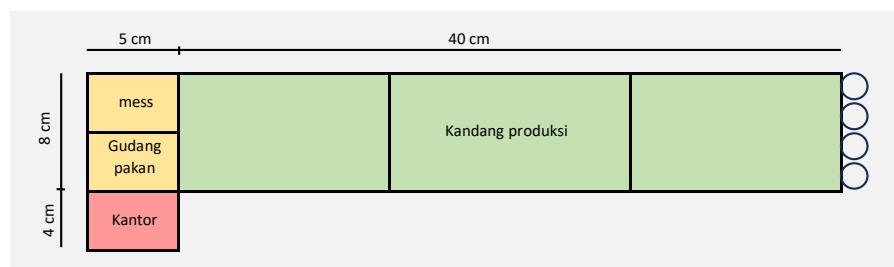 5 cm
40 cm
8 cm
mess
Gudang
pakan
Kandang produksi
4 cm
Kantor